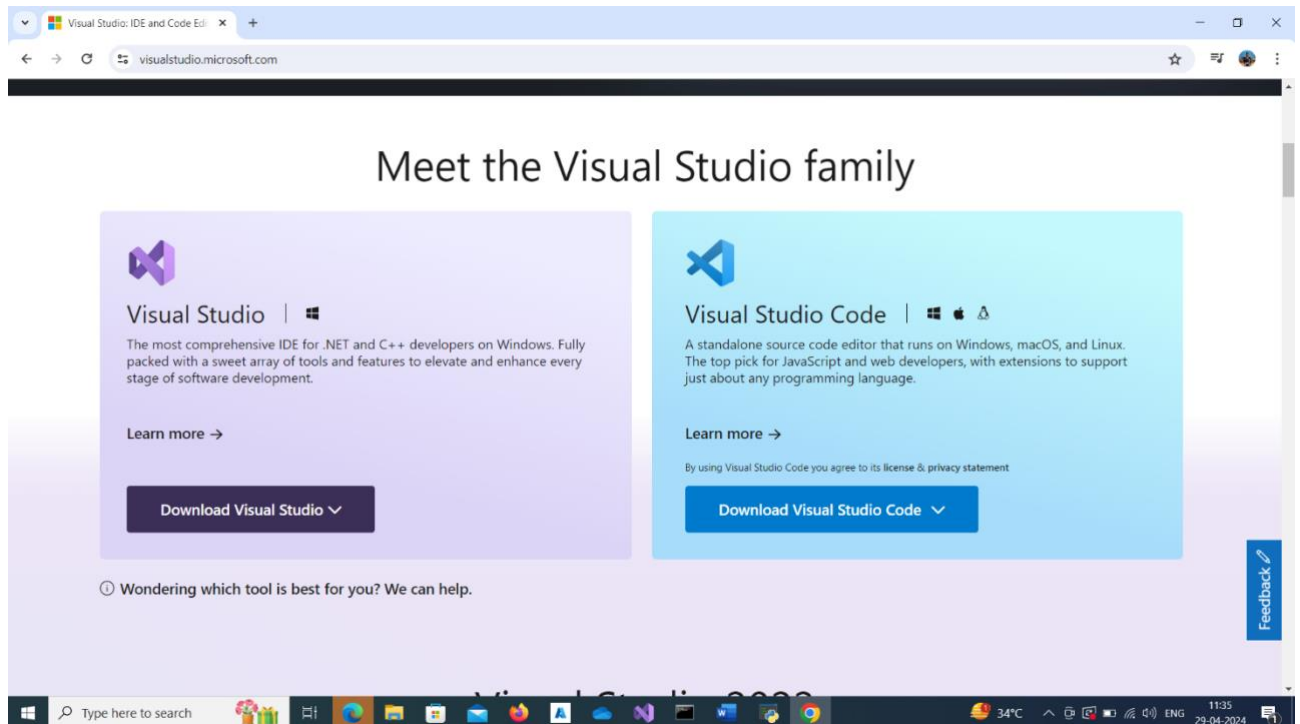 Visual Studio: IDE and Code Edi
visualstudio.microsoft.com
Meet the Visual Studio family
Visual Studio
The most comprehensive IDE for .NET and C++ developers on Windows. Fully
packed with a sweet array of tools and features to elevate and enhance every
stage of software development.
Learn more →
Download Visual Studio
Visual Studio Code
A standalone source code editor that runs on Windows, macOS, and Linux.
The top pick for JavaScript and web developers, with extensions to support
just about any programming language.
Learn more →
By using Visual Studio Code you agree to its license & privacy statement
Download Visual Studio Code
Wondering which tool is best for you? We can help.
Feedback
Visual Studio 2022
Type here to search
34°C
ENG
11:35
29-04-2024